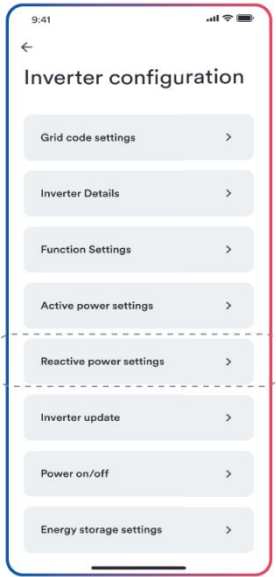 9:41
Inverter configuration
Grid code settings
Inverter Details
Function Settings
Active power settings
Reactive power settings
Inverter update
Power on/off
Energy storage settings